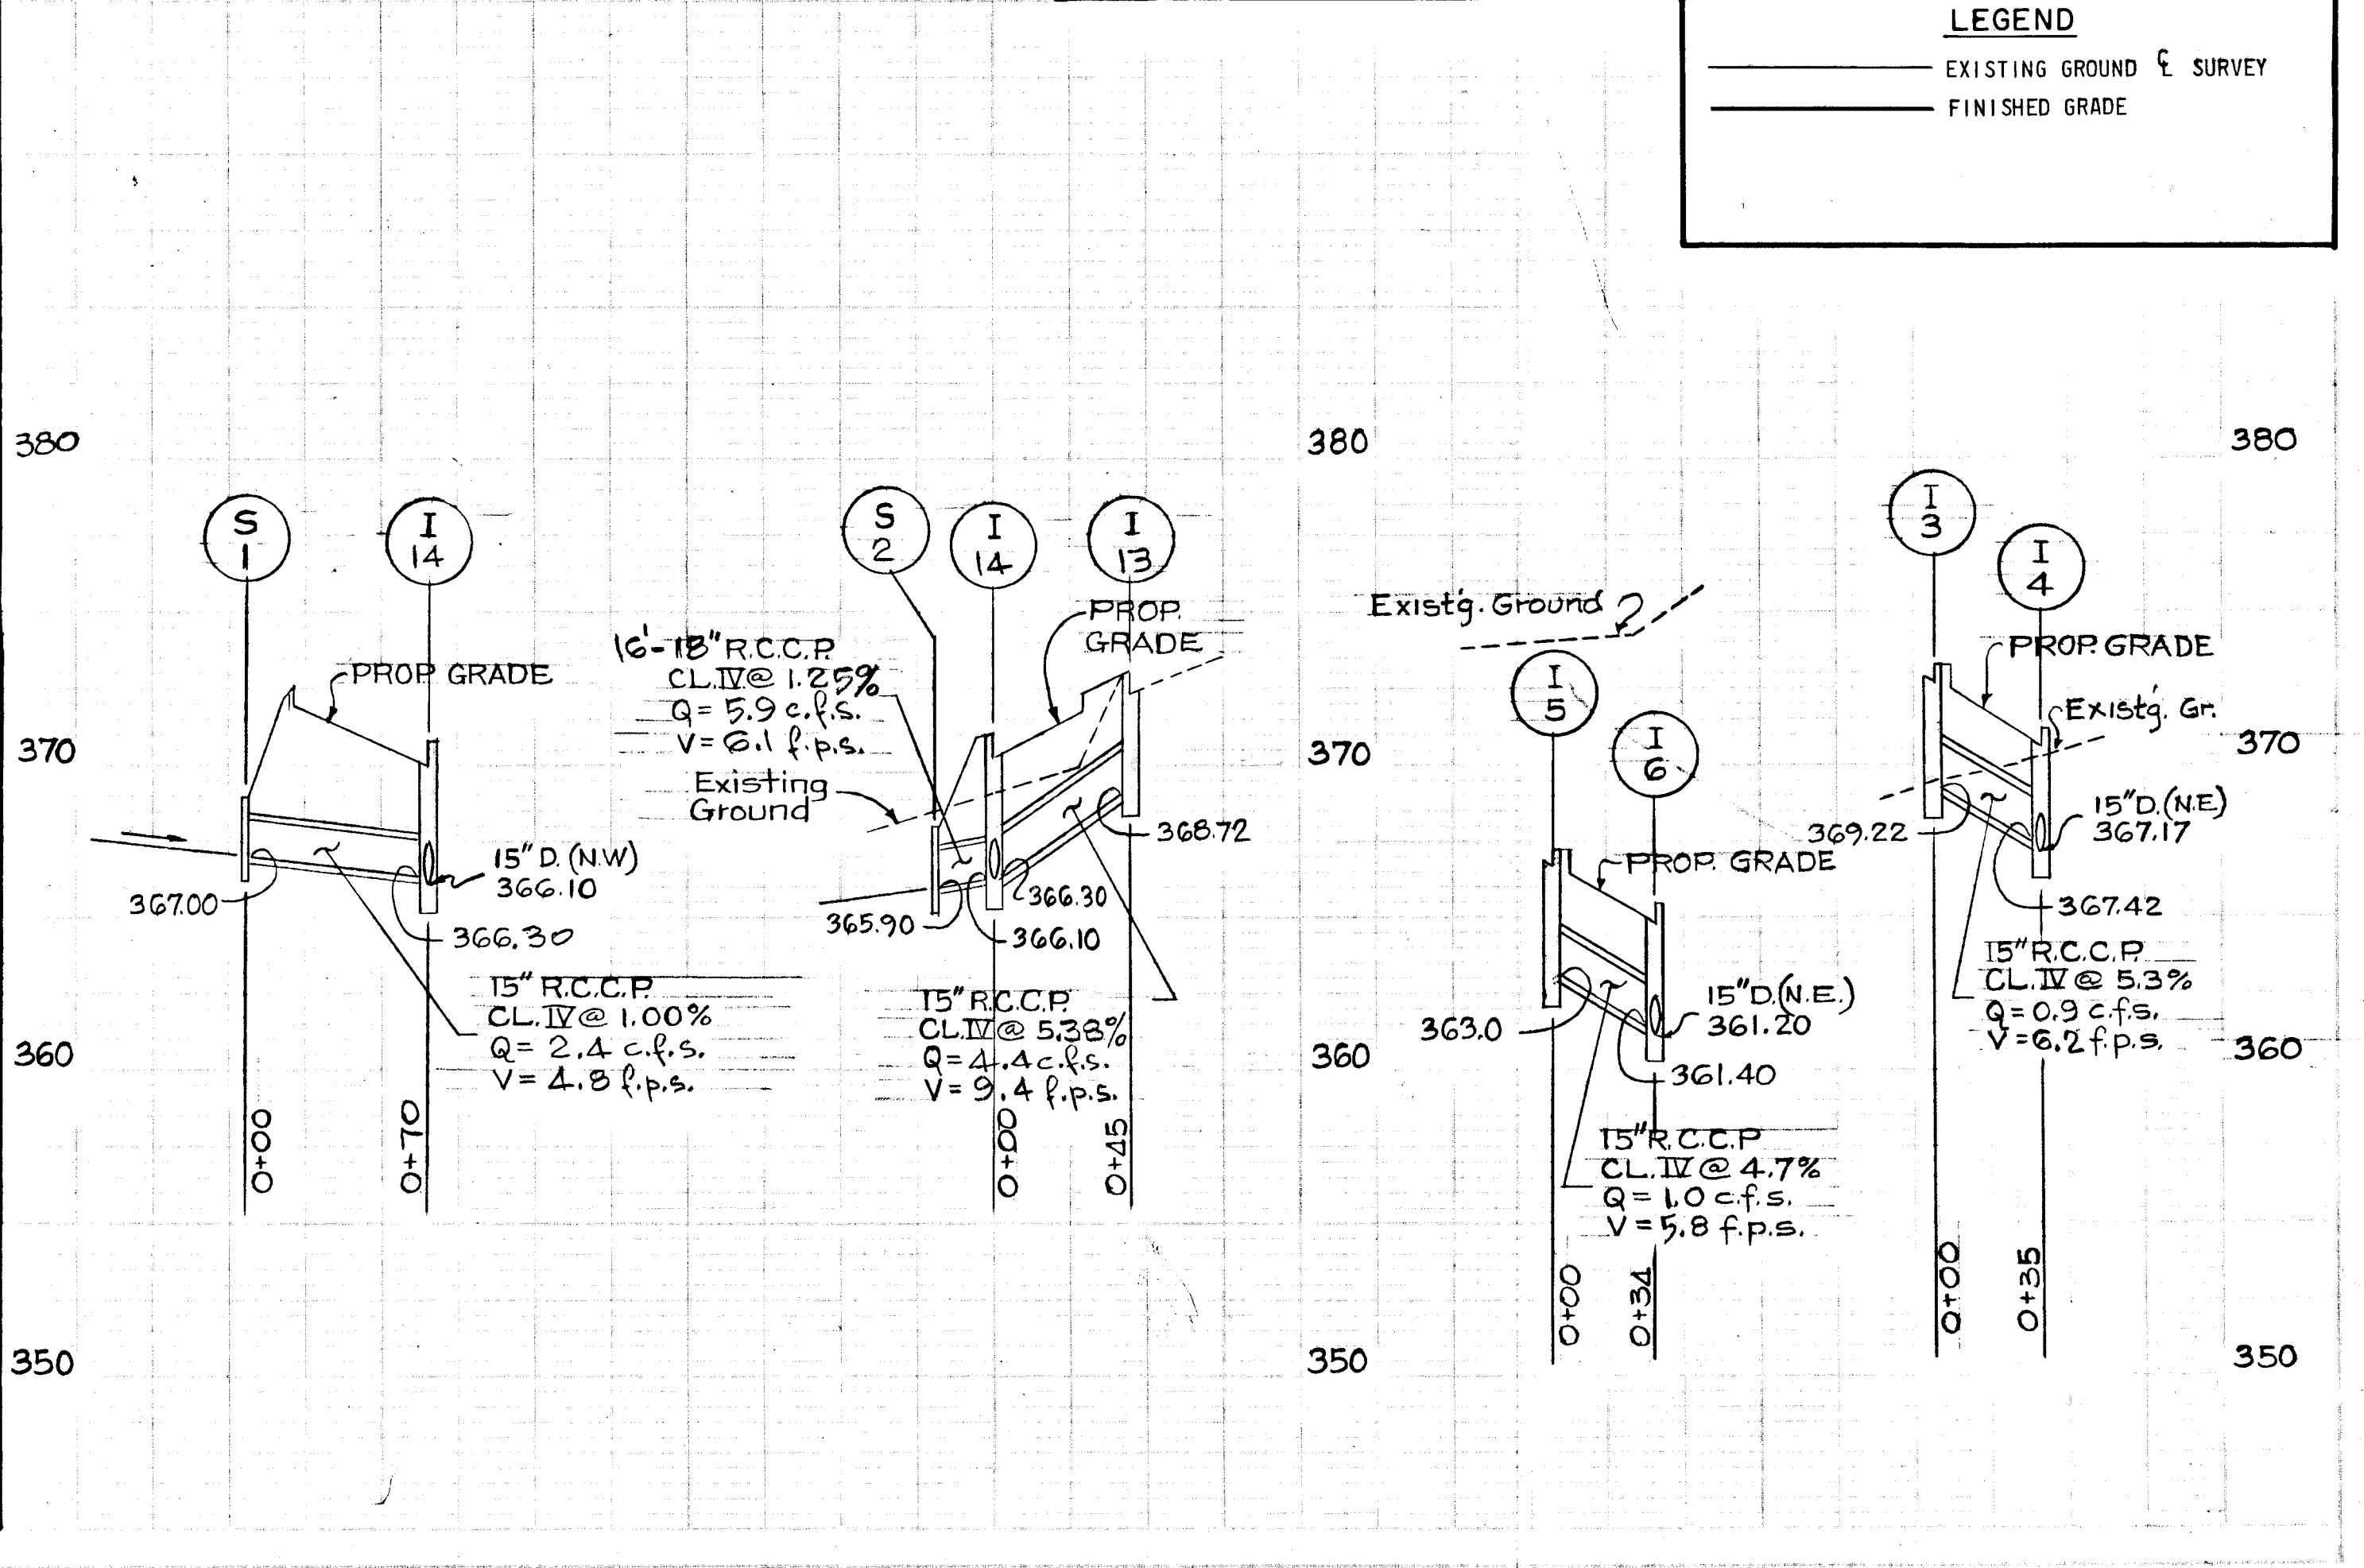 LEGEND
EXISTING GROUND ℄ SURVEY
FINISHED GRADE
380
380
380
370
370
370
360
360
360
350
350
350
S
1
I
14
PROP. GRADE
367.00
15" D. (N.W)
366.10
366.30
15" R.C.C.P.
CL. IV @ 1.00%
Q = 2.4 c.f.s.
V = 4.8 f.p.s.
0+00
0+70
S
2
I
14
I
13
16'-18" R.C.C.P.
CL. IV @ 1.25%
Q = 5.9 c.f.s.
V = 6.1 f.p.s.
Existing
Ground
PROP.
GRADE
368.72
366.30
365.90
366.10
15" R.C.C.P.
CL. IV @ 5.38%
Q = 4.4 c.f.s.
V = 9.4 f.p.s.
0+00
0+45
Exist'g. Ground
I
5
I
6
PROP. GRADE
363.0
15" D. (N.E.)
361.20
361.40
15" R.C.C.P
CL. IV @ 4.7%
Q = 1.0 c.f.s.
V = 5.8 f.p.s.
0+00
0+34
I
3
I
4
PROP. GRADE
Exist'g. Gr.
369.22
15" D. (N.E)
367.17
367.42
15" R.C.C.P.
CL. IV @ 5.3%
Q = 0.9 c.f.s.
V = 6.2 f.p.s.
0+00
0+35